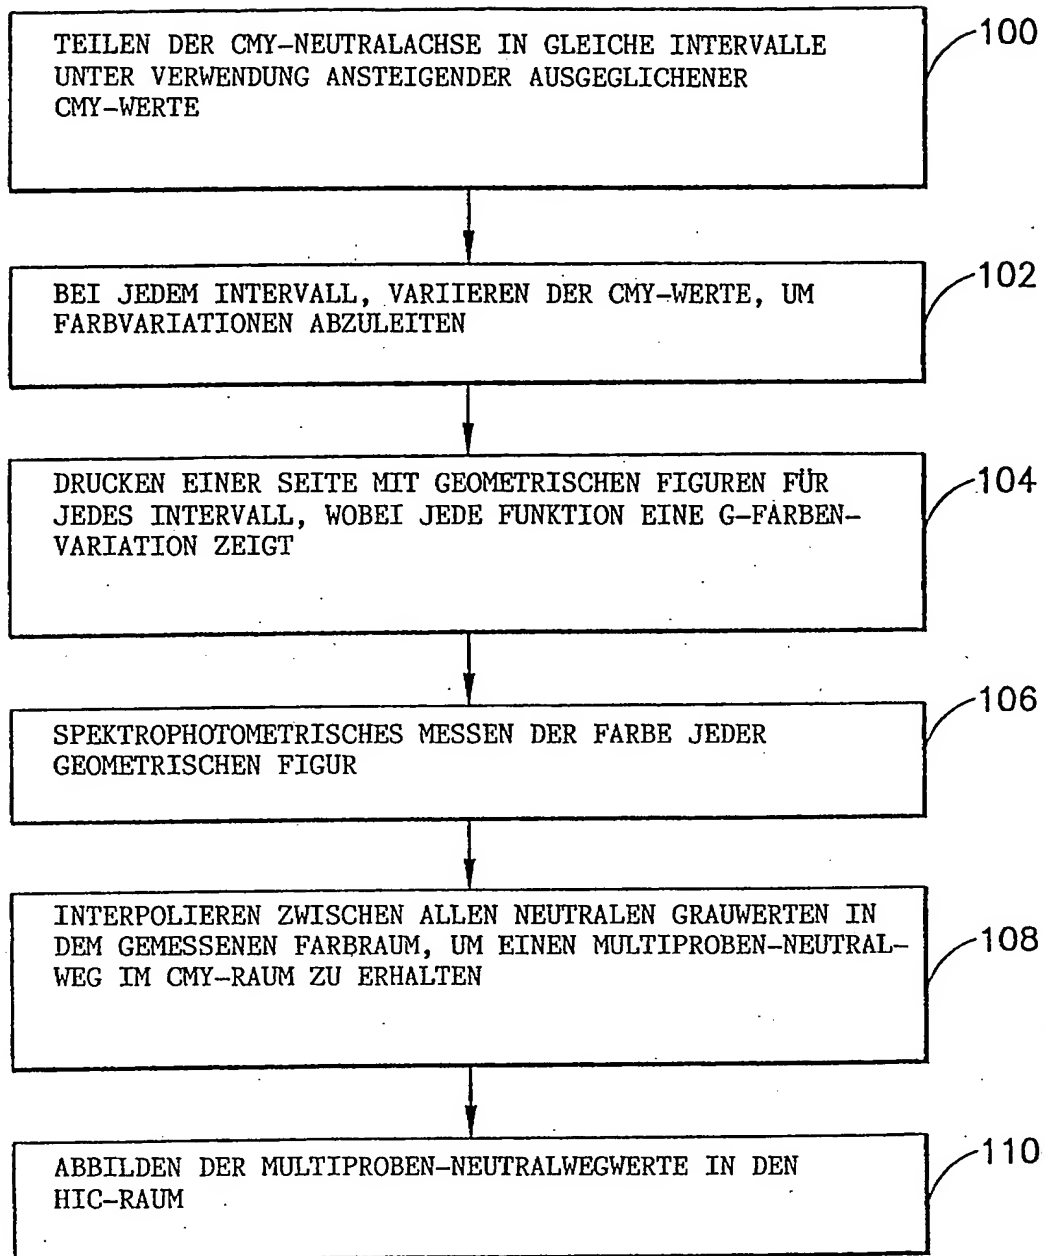 TEILEN DER CMY-NEUTRALACHSE IN GLEICHE INTERVALLE
UNTER VERWENDUNG ANSTEIGENDER AUSGEGLICHENER
CMY-WERTE
100
BEI JEDEM INTERVALL, VARIIEREN DER CMY-WERTE, UM
FARBVARIATIONEN ABZULEITEN
102
DRUCKEN EINER SEITE MIT GEOMETRISCHEN FIGUREN FÜR
JEDES INTERVALL, WOBEI JEDE FUNKTION EINE G-FARBEN-
VARIATION ZEIGT
104
SPEKTROPHOTOMETRISCHES MESSEN DER FARBE JEDER
GEOMETRISCHEN FIGUR
106
INTERPOLIEREN ZWISCHEN ALLEN NEUTRALEN GRAUWERTEN IN
DEM GEMESSENEN FARBRAUM, UM EINEN MULTIPROBEN-NEUTRAL-
WEG IM CMY-RAUM ZU ERHALTEN
108
ABBILDEN DER MULTIPROBEN-NEUTRALWEGWERTE IN DEN
HIC-RAUM
110